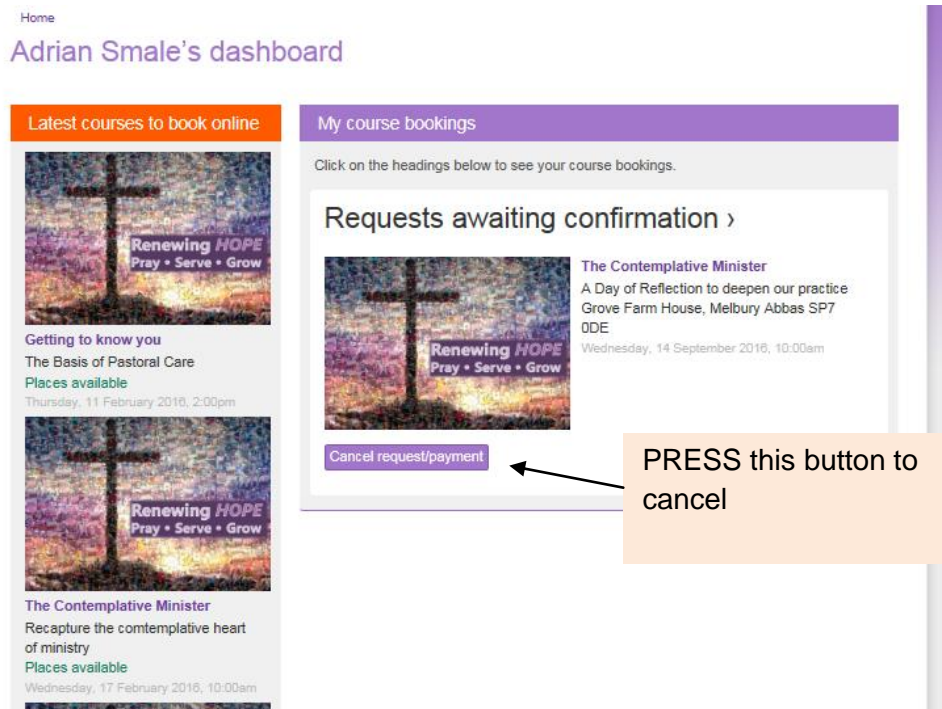 Home
Adrian Smale's dashboard
Latest courses to book online
Renewing HOPE
Pray • Serve • Grow
Getting to know you
The Basis of Pastoral Care
Places available
Thursday, 11 February 2016, 2:00pm
Renewing HOPE
Pray • Serve • Grow
The Contemplative Minister
Recapture the comtemplative heart
of ministry
Places available
Wednesday, 17 February 2016, 10:00am
My course bookings
Click on the headings below to see your course bookings.
Requests awaiting confirmation ›
Renewing HOPE
Pray • Serve • Grow
The Contemplative Minister
A Day of Reflection to deepen our practice
Grove Farm House, Melbury Abbas SP7
0DE
Wednesday, 14 September 2016, 10:00am
Cancel request/payment
PRESS this button to
cancel